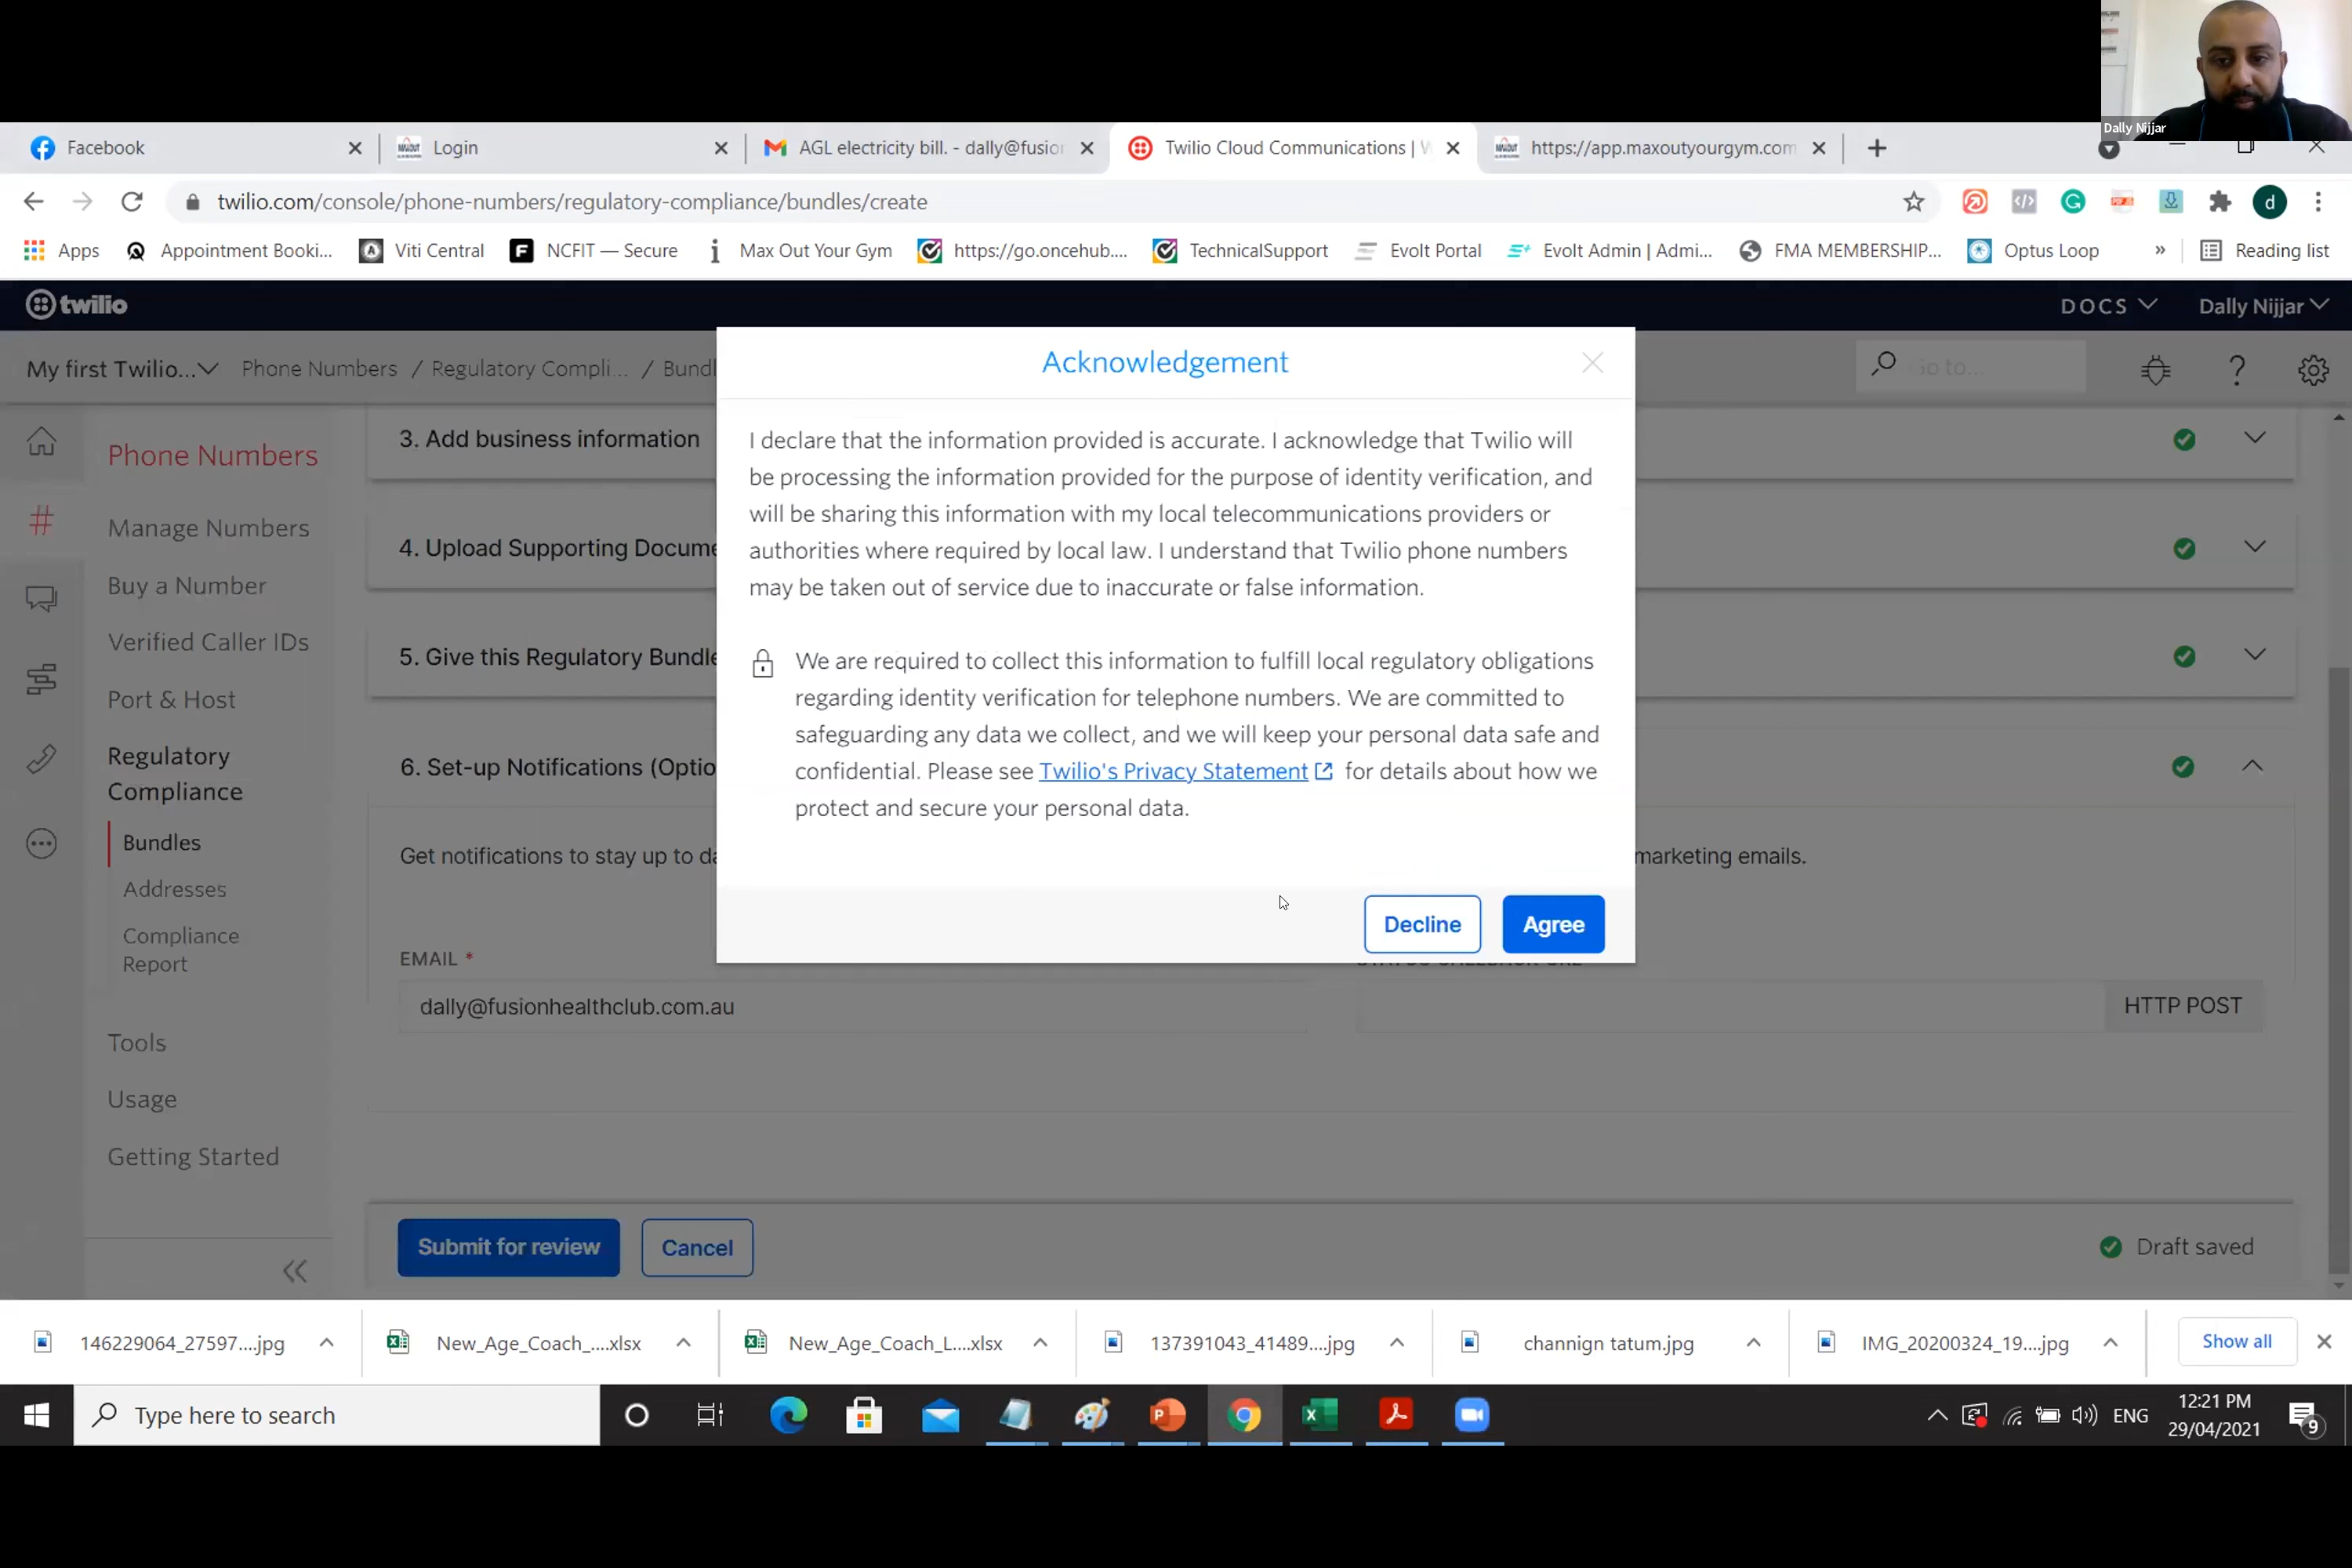 Dally Nijjar
Facebook
Login
AGL electricity bill. - dally@fusion
Twilio Cloud Communications | W
https://app.maxoutyourgym.com
twilio.com/console/phone-numbers/regulatory-compliance/bundles/create
d
Apps
Appointment Booki...
Viti Central
NCFIT — Secure
Max Out Your Gym
https://go.oncehub....
TechnicalSupport
Evolt Portal
Evolt Admin | Admi...
FMA MEMBERSHIP...
Optus Loop
»
Reading list
twilio
DOCS
Dally Nijjar
My first Twilio...
Phone Numbers / Regulatory Compli... / Bundl
Go to...
Phone Numbers
Manage Numbers
Buy a Number
Verified Caller IDs
Port & Host
Regulatory
Compliance
Bundles
Addresses
Compliance
Report
Tools
Usage
Getting Started
3. Add business information
4. Upload Supporting Docume
5. Give this Regulatory Bundle
6. Set-up Notifications (Optio
Get notifications to stay up to da
marketing emails.
EMAIL *
dally@fusionhealthclub.com.au
HTTP POST
Acknowledgement
I declare that the information provided is accurate. I acknowledge that Twilio will
be processing the information provided for the purpose of identity verification, and
will be sharing this information with my local telecommunications providers or
authorities where required by local law. I understand that Twilio phone numbers
may be taken out of service due to inaccurate or false information.
We are required to collect this information to fulfill local regulatory obligations
regarding identity verification for telephone numbers. We are committed to
safeguarding any data we collect, and we will keep your personal data safe and
confidential. Please see Twilio's Privacy Statement for details about how we
protect and secure your personal data.
Decline
Agree
Submit for review
Cancel
Draft saved
146229064_27597....jpg
New_Age_Coach_....xlsx
New_Age_Coach_L....xlsx
137391043_41489....jpg
channign tatum.jpg
IMG_20200324_19....jpg
Show all
Type here to search
ENG
12:21 PM
29/04/2021
9